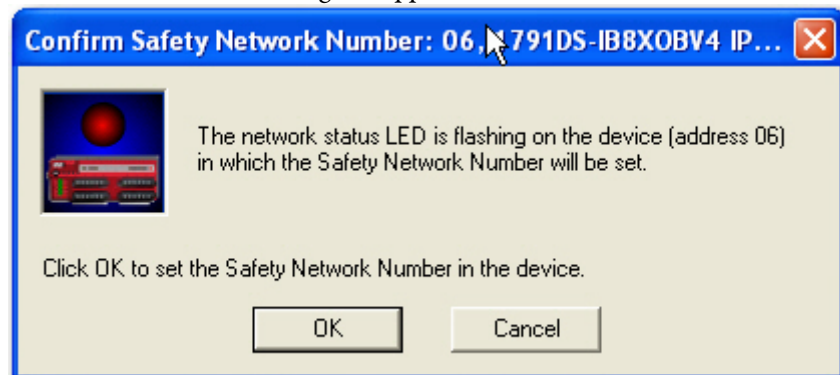 Confirm Safety Network Number: 06, 1791DS-IB8XOBV4 IP...
The network status LED is flashing on the device (address 06)
in which the Safety Network Number will be set.
Click OK to set the Safety Network Number in the device.
OK
Cancel